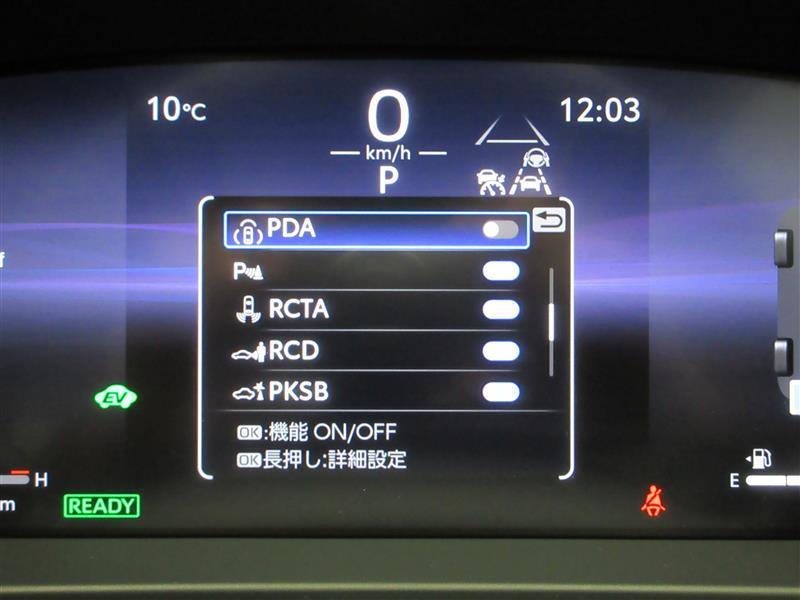 10℃
0
km/h
P
12:03
PDA
P
RCTA
RCD
PKSB
OK:機能 ON/OFF
OK長押し:詳細設定
EV
H
m
READY
E
f